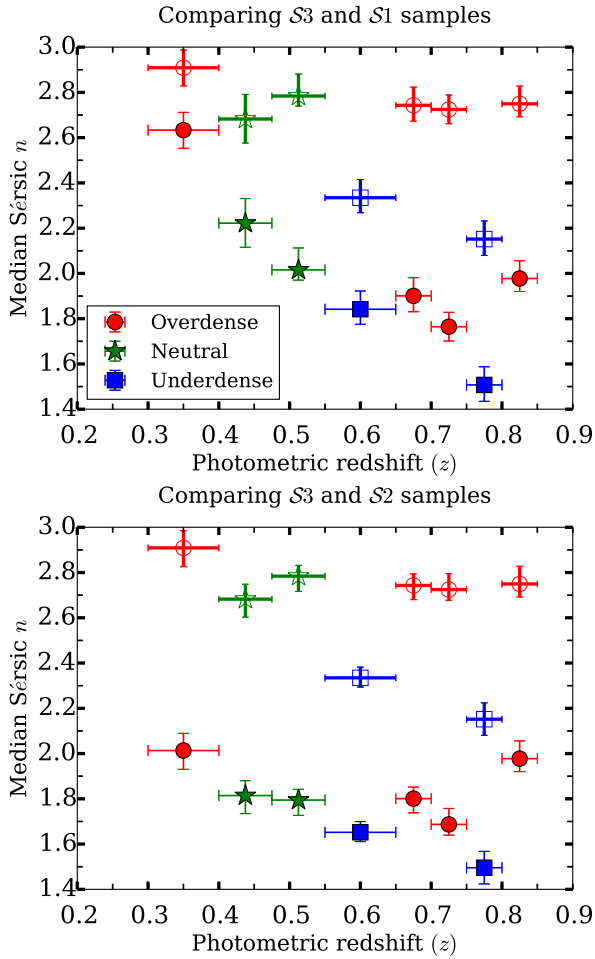 Comparing 𝒮3 and 𝒮1 samples
3.0
2.8
2.6
2.4
2.2
2.0
1.8
1.6
1.4
Median Sérsic n
Overdense
Neutral
Underdense
0.2 0.3 0.4 0.5 0.6 0.7 0.8 0.9
Photometric redshift (z)
Comparing 𝒮3 and 𝒮2 samples
3.0
2.8
2.6
2.4
2.2
2.0
1.8
1.6
1.4
Median Sérsic n
0.2 0.3 0.4 0.5 0.6 0.7 0.8 0.9
Photometric redshift (z)